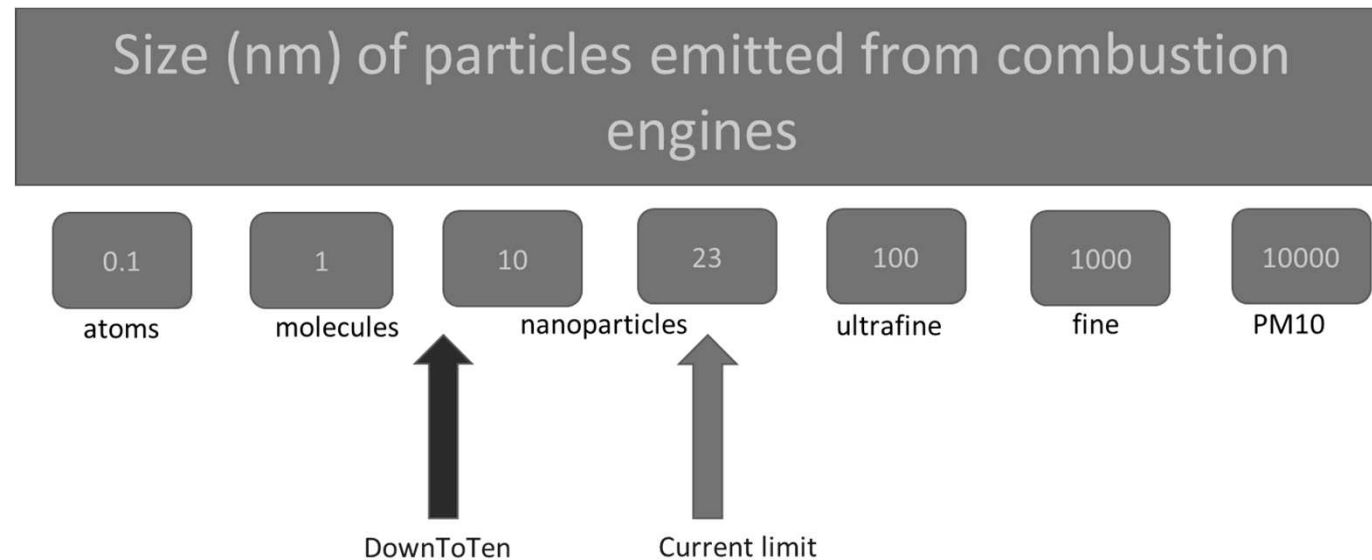 Size (nm) of particles emitted from combustion
engines
0.1 1 10 23 100 1000 10000
atoms molecules nanoparticles ultrafine fine PM10
DownToTen Current limit